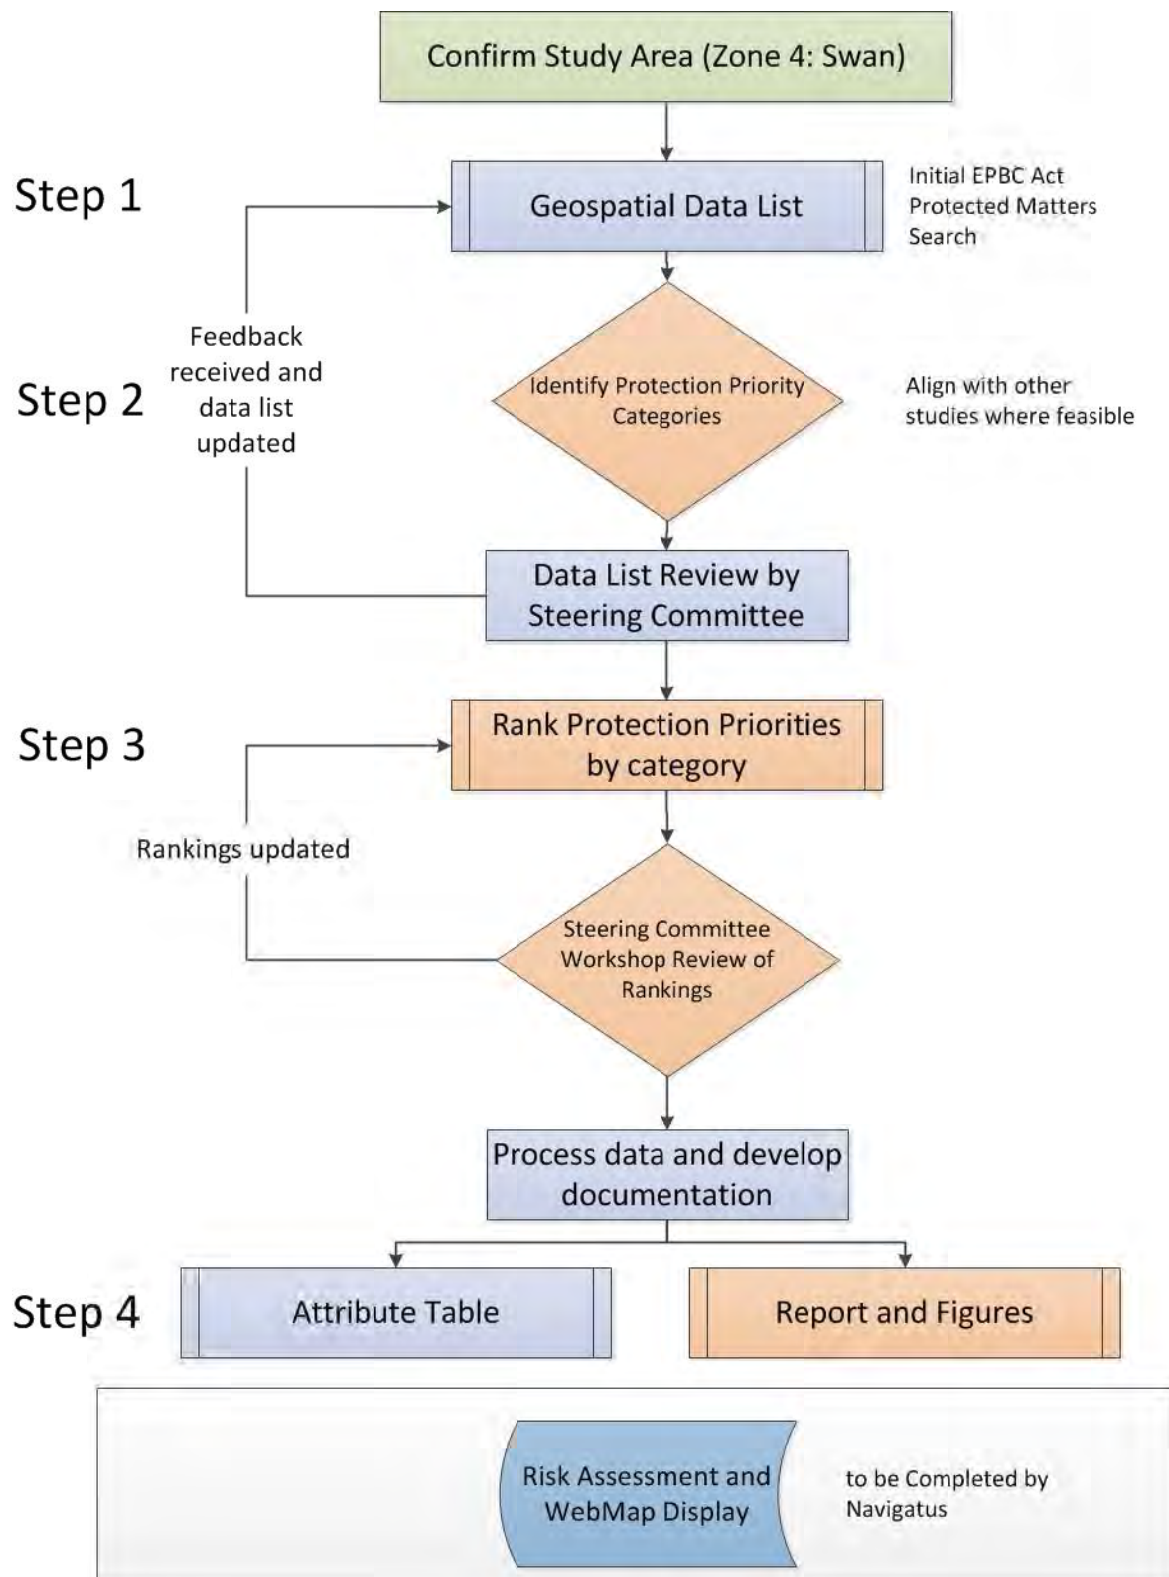 Confirm Study Area (Zone 4: Swan)
Step 1
Geospatial Data List
Initial EPBC Act
Protected Matters
Search
Feedback
received and
data list
updated
Step 2
Identify Protection Priority
Categories
Align with other
studies where feasible
Data List Review by
Steering Committee
Step 3
Rank Protection Priorities
by category
Rankings updated
Steering Committee
Workshop Review of
Rankings
Process data and develop
documentation
Step 4
Attribute Table
Report and Figures
Risk Assessment and
WebMap Display
to be Completed by
Navigatus